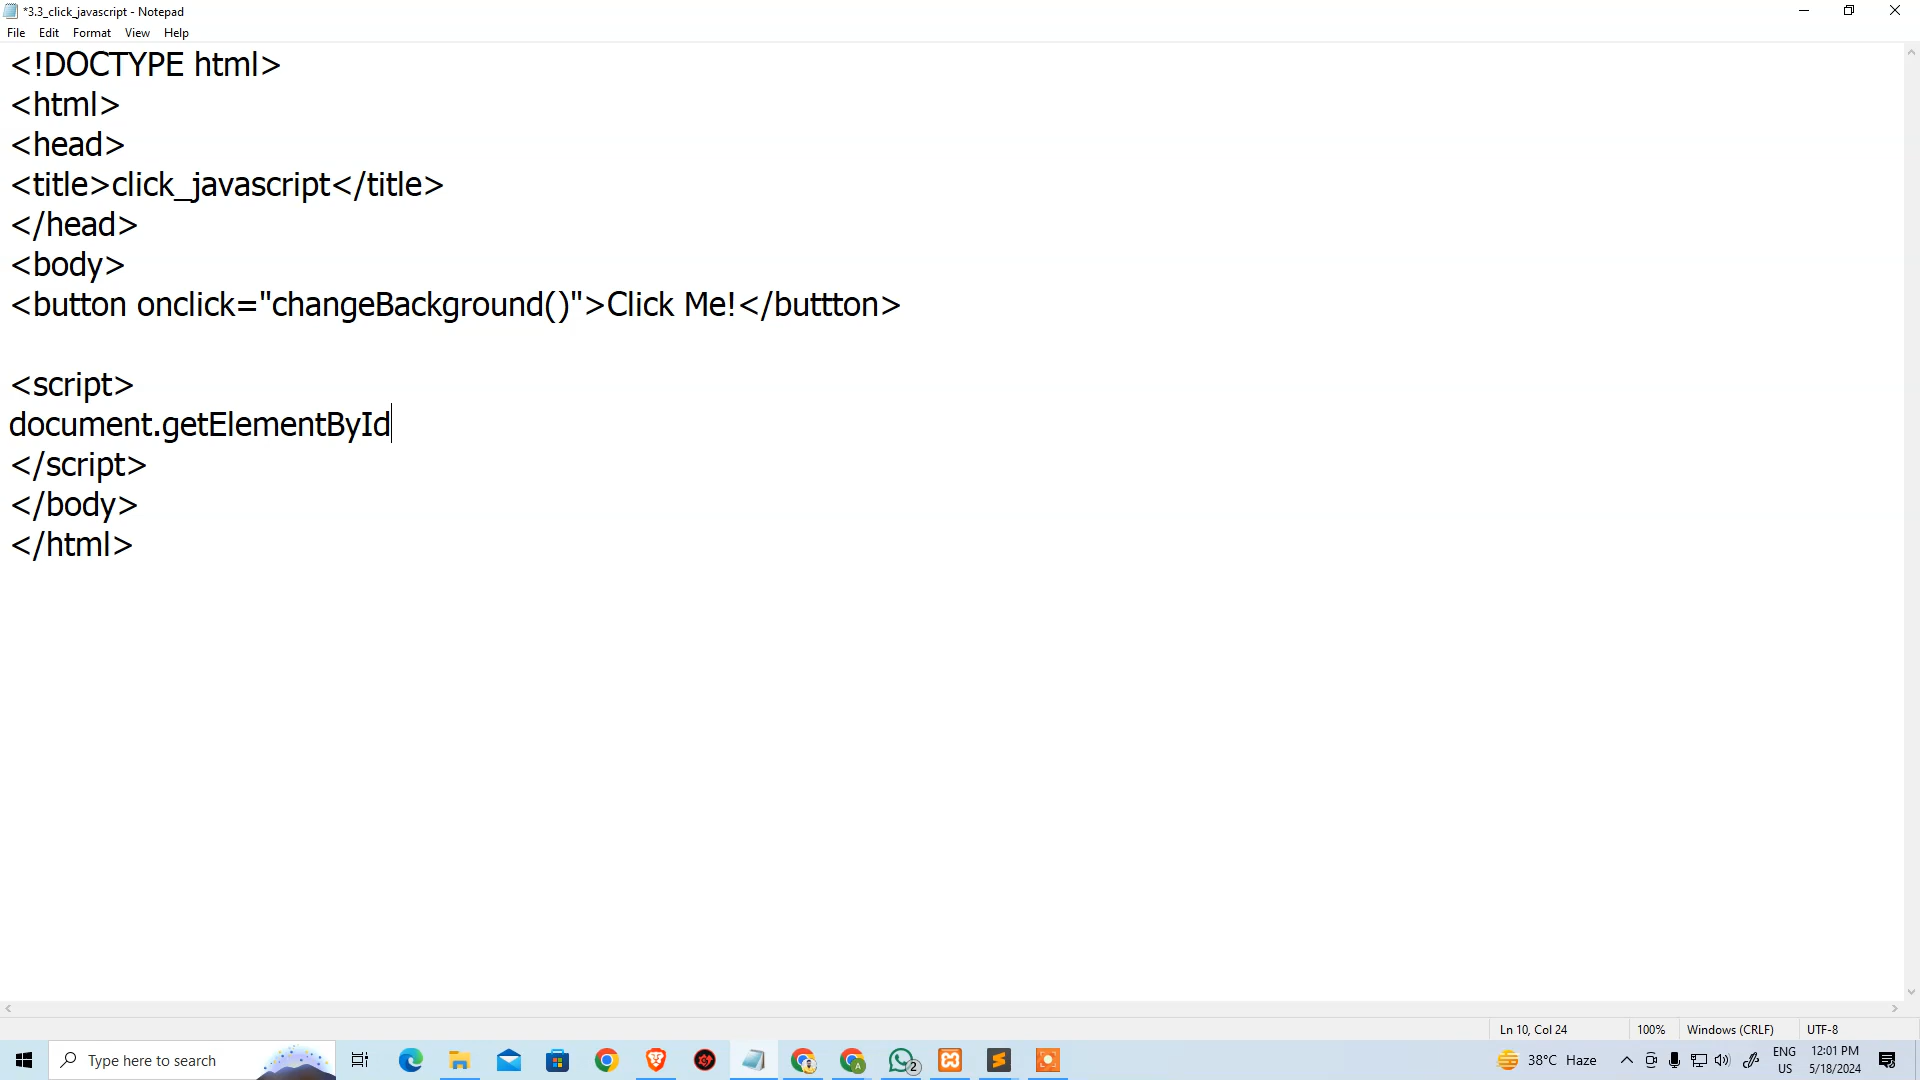 *3.3_click_javascript - Notepad
File Edit Format View Help
<!DOCTYPE html>
<html>
<head>
<title>click_javascript</title>
</head>
<body>
<button onclick="changeBackground()">Click Me!</buttton>
<script>
document.getElementById
</script>
</body>
</html>
Ln 10, Col 24 100% Windows (CRLF) UTF-8
Type here to search
A
2
38°C Haze
ENG
US
12:01 PM
5/18/2024